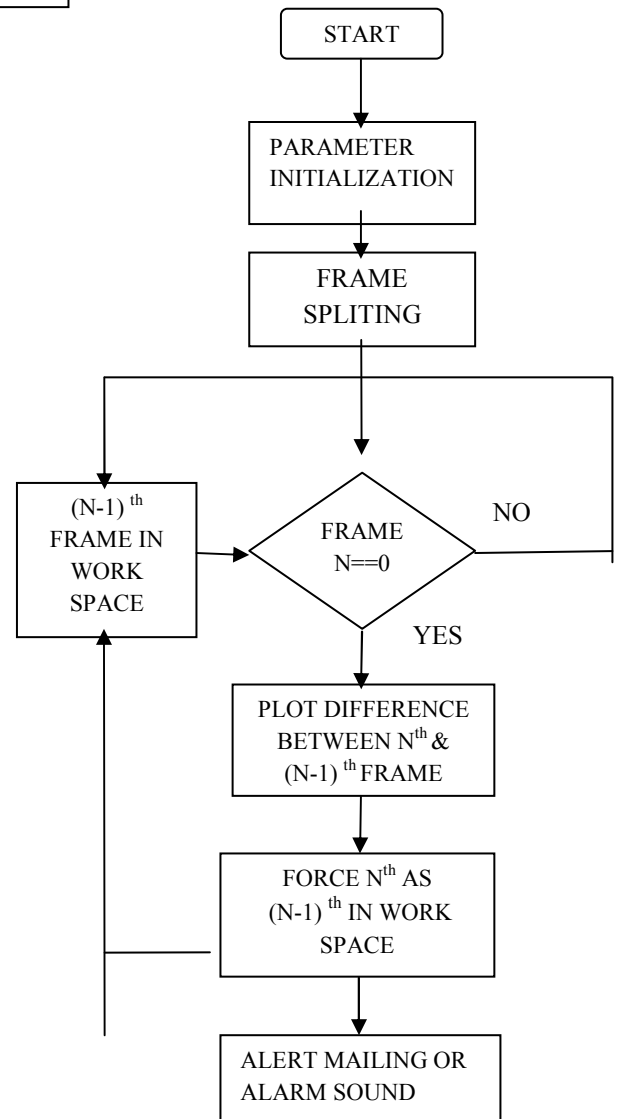 START
PARAMETER
INITIALIZATION
FRAME
SPLITING
(N-1) th
FRAME IN
WORK
SPACE
FRAME
N==0
NO
YES
PLOT DIFFERENCE
BETWEEN Nth &
(N-1) th FRAME
FORCE Nth AS
(N-1) th IN WORK
SPACE
ALERT MAILING OR
ALARM SOUND